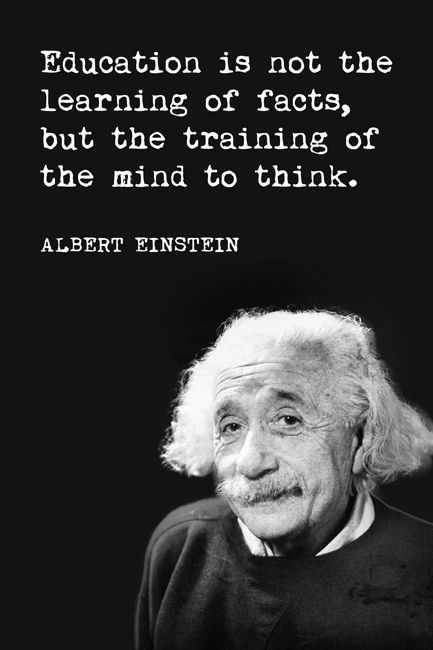 Education is not the
learning of facts,
but the training of
the mind to think.
ALBERT EINSTEIN